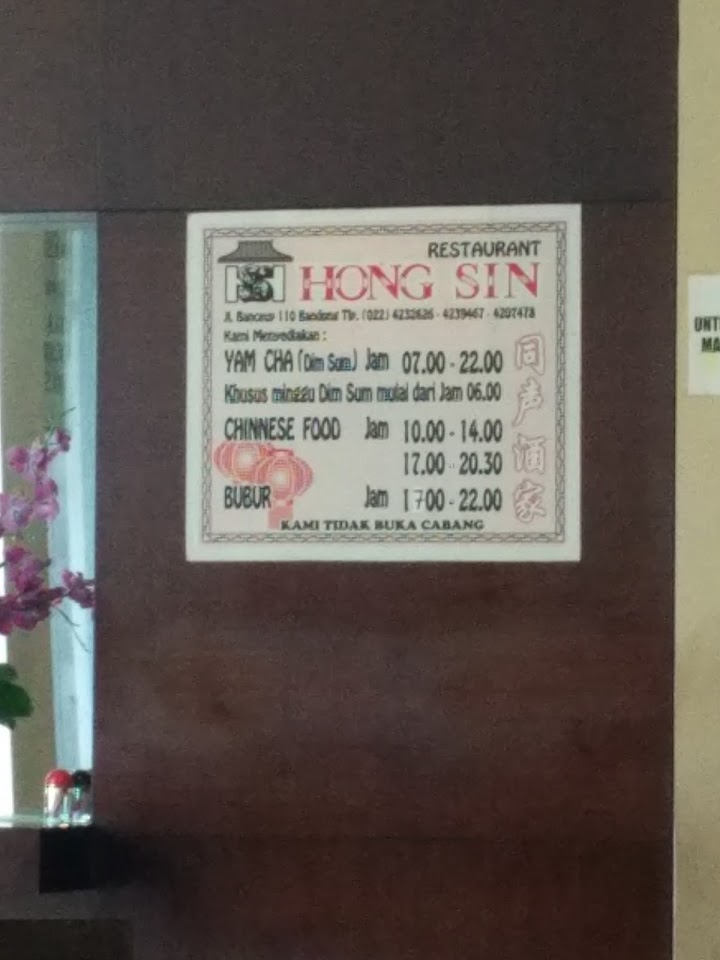 RESTAURANT
HONG SIN
Jl. Banceuy 110 Bandung Tlp. (022) 4232626 - 4239467 - 4207473
Kami Menyediakan :
YAM CHA (Dim Sum) Jam 07.00 - 22.00
Khusus minggu Dim Sum mulai dari Jam 06.00
CHINNESE FOOD Jam 10.00 - 14.00
17.00 - 20.30
BUBUR Jam 17.00 - 22.00
KAMI TIDAK BUKA CABANG
同声酒家